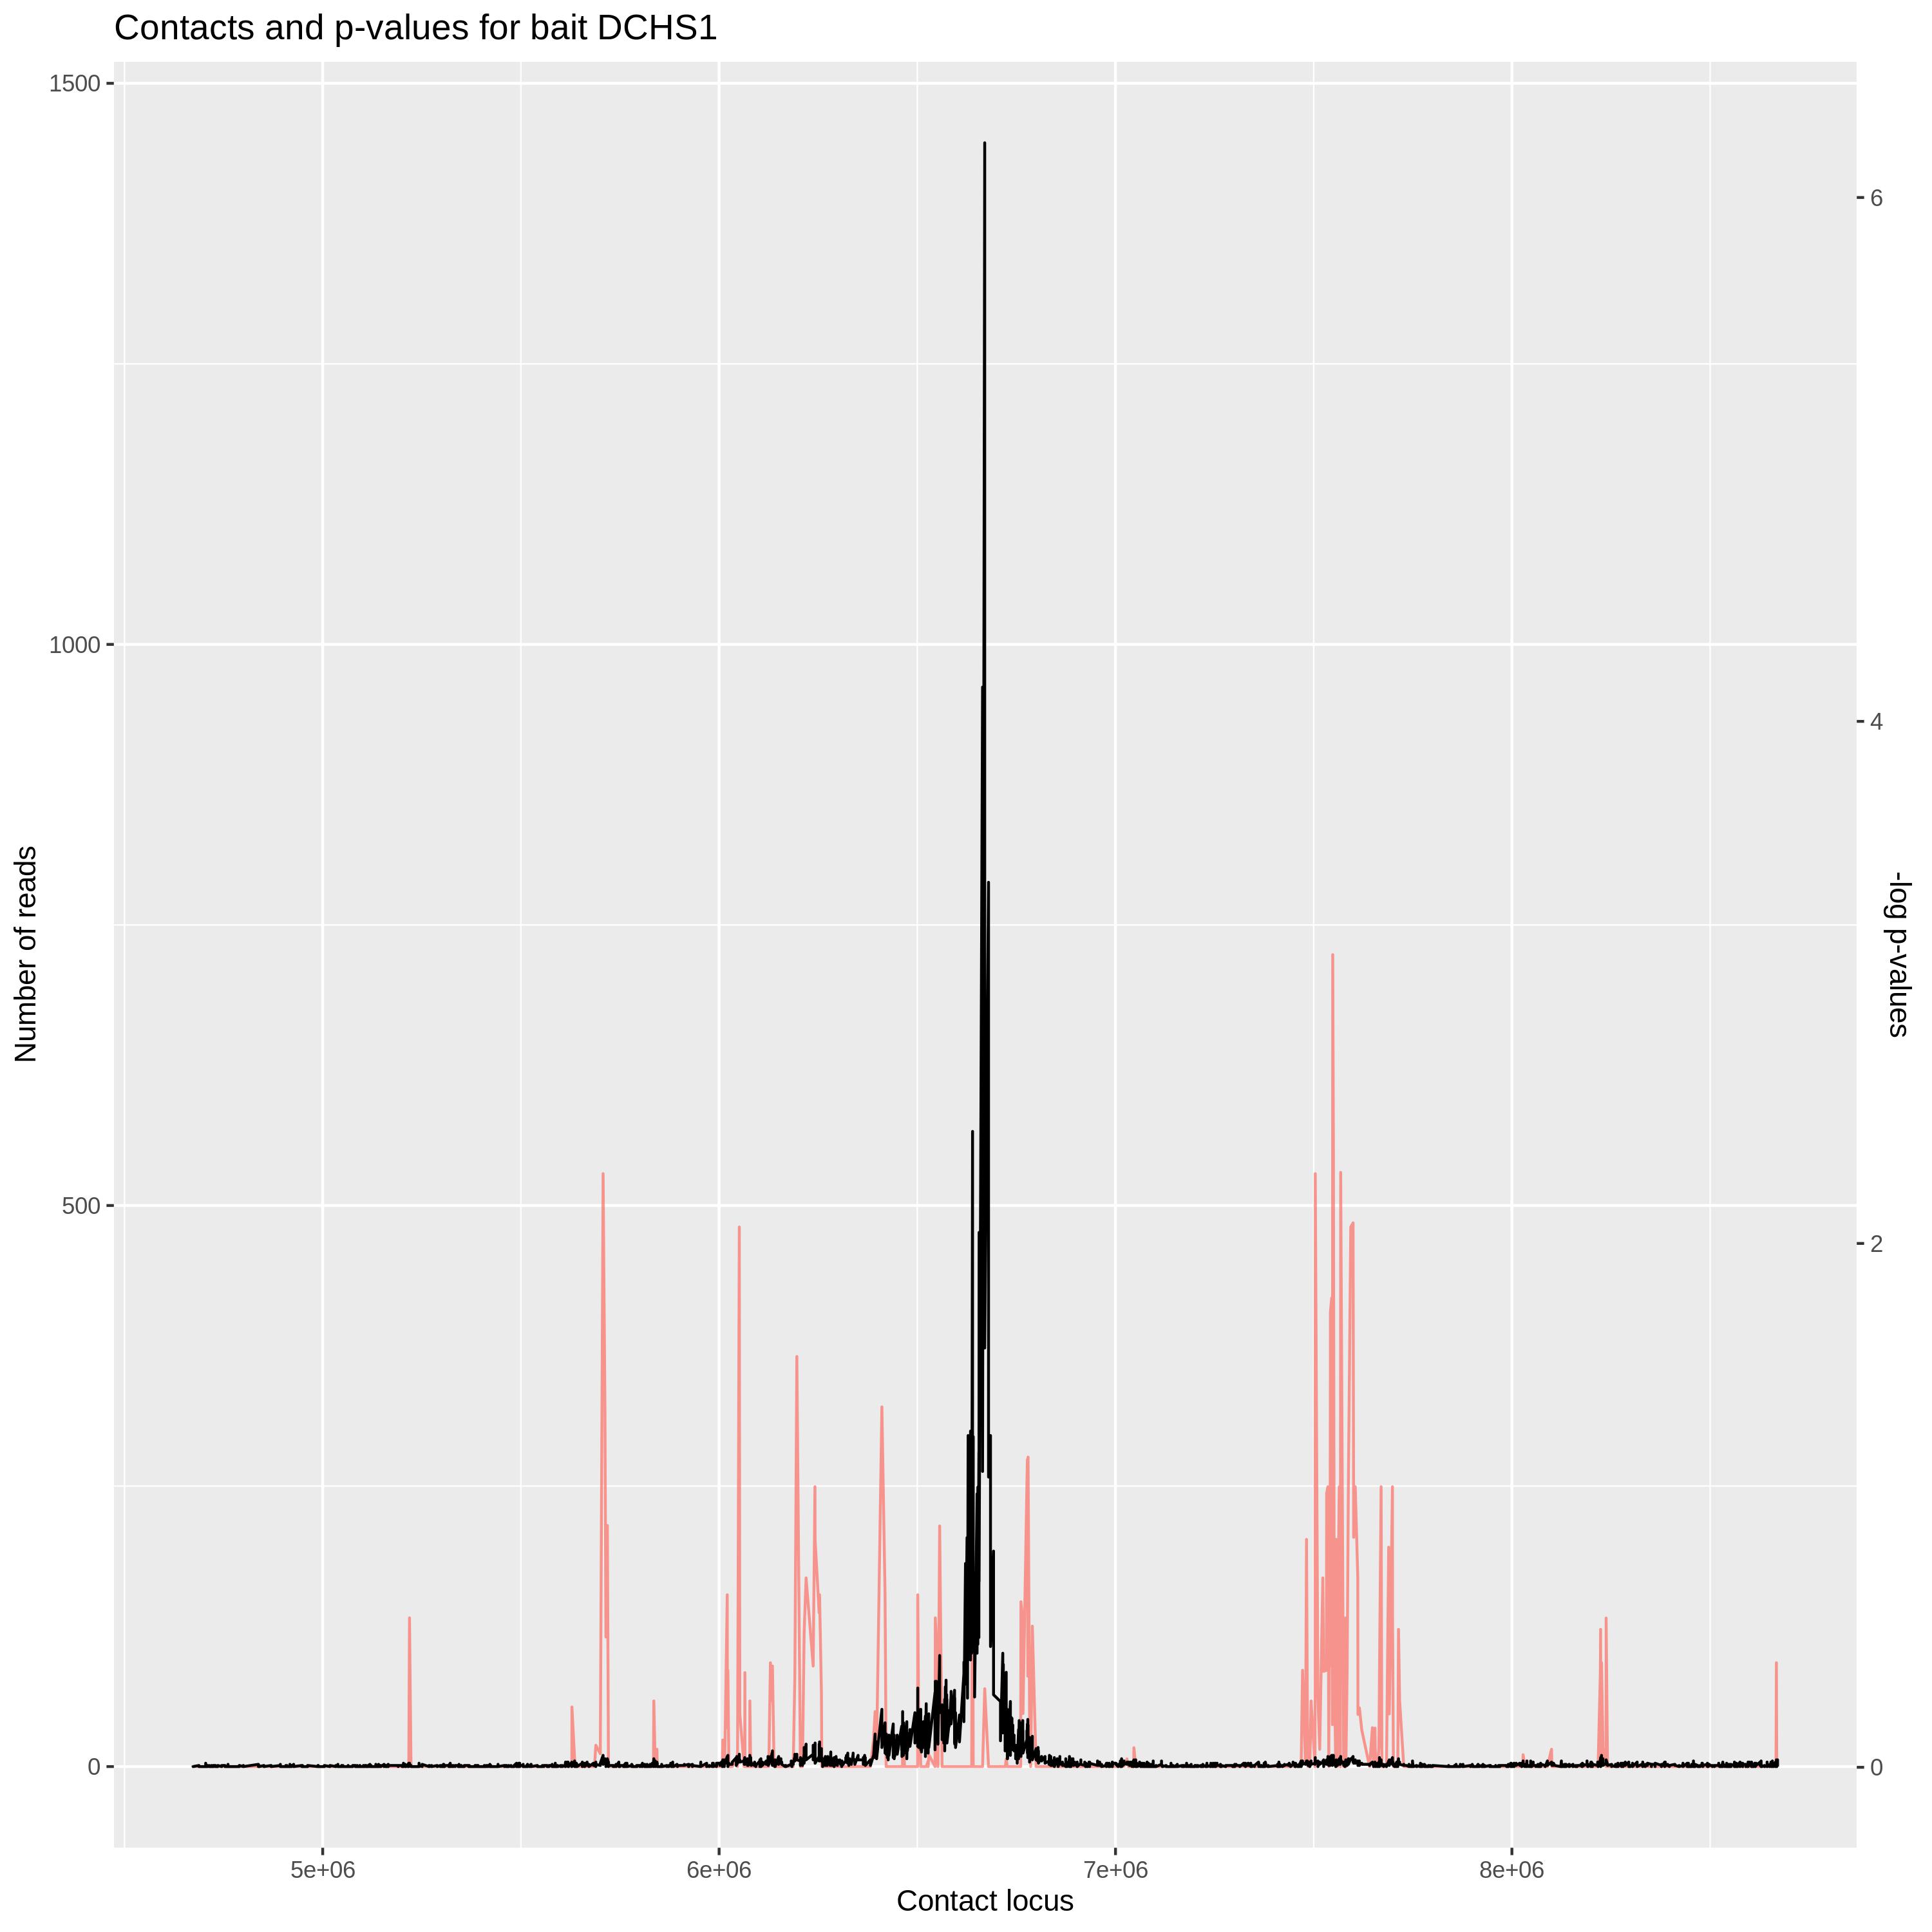 Contacts and p-values for bait DCHS1
1500
1000
500
0
Number of reads
6
4
2
0
-log p-values
5e+06
6e+06
7e+06
8e+06
Contact locus